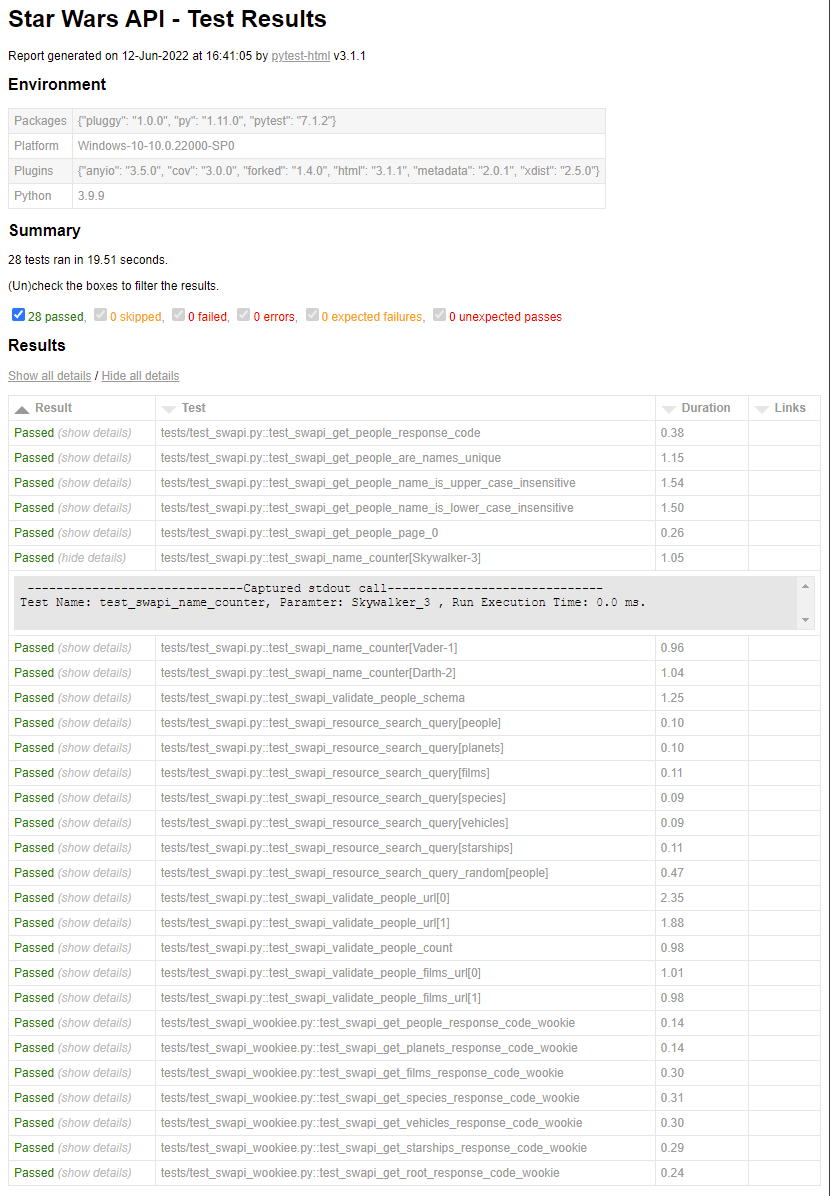 Star Wars API - Test Results
Report generated on 12-Jun-2022 at 16:41:05 by pytest-html v3.1.1
Environment
Packages {"pluggy": "1.0.0", "py": "1.11.0", "pytest": "7.1.2"}
Platform Windows-10-10.0.22000-SP0
Plugins {"anyio": "3.5.0", "cov": "3.0.0", "forked": "1.4.0", "html": "3.1.1", "metadata": "2.0.1", "xdist": "2.5.0"}
Python 3.9.9
Summary
28 tests ran in 19.51 seconds.
(Un)check the boxes to filter the results.
28 passed, 0 skipped, 0 failed, 0 errors, 0 expected failures, 0 unexpected passes
Results
Show all details / Hide all details
Result Test Duration Links
Passed (show details) tests/test_swapi.py::test_swapi_get_people_response_code 0.38
Passed (show details) tests/test_swapi.py::test_swapi_get_people_are_names_unique 1.15
Passed (show details) tests/test_swapi.py::test_swapi_get_people_name_is_upper_case_insensitive 1.54
Passed (show details) tests/test_swapi.py::test_swapi_get_people_name_is_lower_case_insensitive 1.50
Passed (show details) tests/test_swapi.py::test_swapi_get_people_page_0 0.26
Passed (hide details) tests/test_swapi.py::test_swapi_name_counter[Skywalker-3] 1.05
------------------------------Captured stdout call------------------------------
Test Name: test_swapi_name_counter, Paramter: Skywalker_3 , Run Execution Time: 0.0 ms.
Passed (show details) tests/test_swapi.py::test_swapi_name_counter[Vader-1] 0.96
Passed (show details) tests/test_swapi.py::test_swapi_name_counter[Darth-2] 1.04
Passed (show details) tests/test_swapi.py::test_swapi_validate_people_schema 1.25
Passed (show details) tests/test_swapi.py::test_swapi_resource_search_query[people] 0.10
Passed (show details) tests/test_swapi.py::test_swapi_resource_search_query[planets] 0.10
Passed (show details) tests/test_swapi.py::test_swapi_resource_search_query[films] 0.11
Passed (show details) tests/test_swapi.py::test_swapi_resource_search_query[species] 0.09
Passed (show details) tests/test_swapi.py::test_swapi_resource_search_query[vehicles] 0.09
Passed (show details) tests/test_swapi.py::test_swapi_resource_search_query[starships] 0.11
Passed (show details) tests/test_swapi.py::test_swapi_resource_search_query_random[people] 0.47
Passed (show details) tests/test_swapi.py::test_swapi_validate_people_url[0] 2.35
Passed (show details) tests/test_swapi.py::test_swapi_validate_people_url[1] 1.88
Passed (show details) tests/test_swapi.py::test_swapi_validate_people_count 0.98
Passed (show details) tests/test_swapi.py::test_swapi_validate_people_films_url[0] 1.01
Passed (show details) tests/test_swapi.py::test_swapi_validate_people_films_url[1] 0.98
Passed (show details) tests/test_swapi_wookiee.py::test_swapi_get_people_response_code_wookie 0.14
Passed (show details) tests/test_swapi_wookiee.py::test_swapi_get_planets_response_code_wookie 0.14
Passed (show details) tests/test_swapi_wookiee.py::test_swapi_get_films_response_code_wookie 0.30
Passed (show details) tests/test_swapi_wookiee.py::test_swapi_get_species_response_code_wookie 0.31
Passed (show details) tests/test_swapi_wookiee.py::test_swapi_get_vehicles_response_code_wookie 0.30
Passed (show details) tests/test_swapi_wookiee.py::test_swapi_get_starships_response_code_wookie 0.29
Passed (show details) tests/test_swapi_wookiee.py::test_swapi_get_root_response_code_wookie 0.24